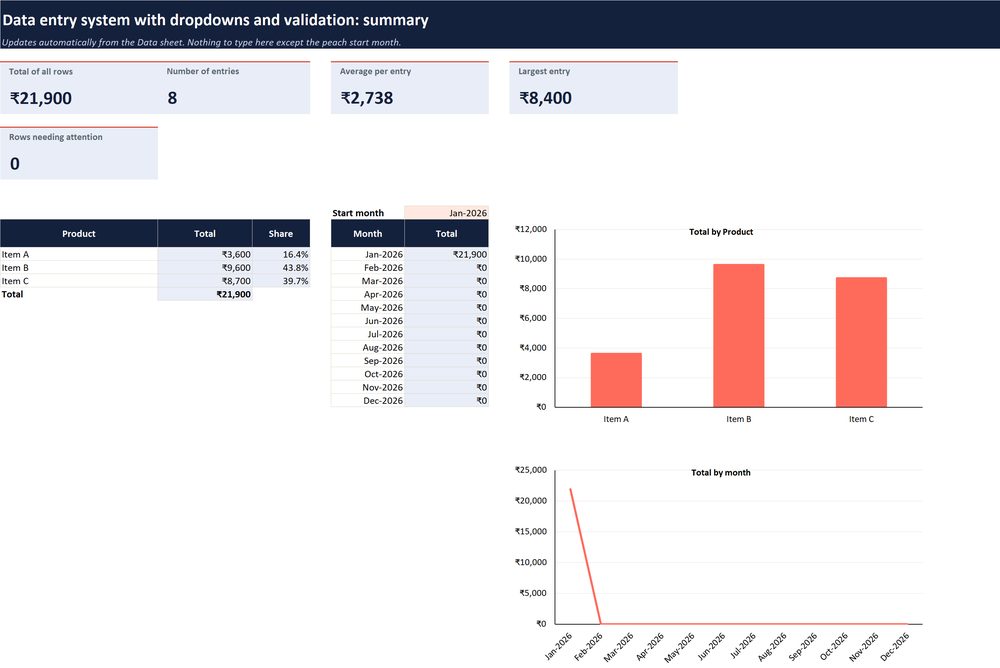 Data entry system with dropdowns and validation: summary
Updates automatically from the Data sheet. Nothing to type here except the peach start month.
Total of all rows Number of entries Average per entry Largest entry
₹21,900 8 ₹2,738 ₹8,400
Rows needing attention
0
Start month Jan-2026
Product Total Share
Item A ₹3,600 16.4%
Item B ₹9,600 43.8%
Item C ₹8,700 39.7%
Total ₹21,900
Month Total
Jan-2026 ₹21,900
Feb-2026 ₹0
Mar-2026 ₹0
Apr-2026 ₹0
May-2026 ₹0
Jun-2026 ₹0
Jul-2026 ₹0
Aug-2026 ₹0
Sep-2026 ₹0
Oct-2026 ₹0
Nov-2026 ₹0
Dec-2026 ₹0
Total by Product
₹12,000
₹10,000
₹8,000
₹6,000
₹4,000
₹2,000
₹0
Item A Item B Item C
Total by month
₹25,000
₹20,000
₹15,000
₹10,000
₹5,000
₹0
Jan-2026 Feb-2026 Mar-2026 Apr-2026 May-2026 Jun-2026 Jul-2026 Aug-2026 Sep-2026 Oct-2026 Nov-2026 Dec-2026